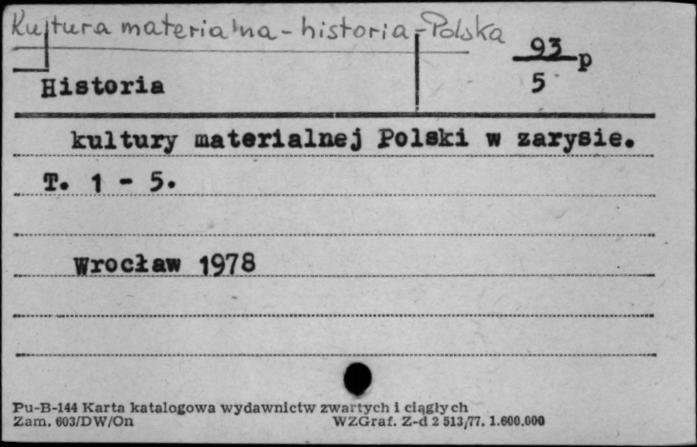 Kultura materialna - historia - Polska
93 p
5
Historia
kultury materialnej Polski w zarysie.
T. 1 - 5.
Wrocław 1978
Pu-B-144 Karta katalogowa wydawnictw zwartych i ciągłych
Zam. 603/DW/On WZGraf. Z-d 2 513/77. 1.600.000